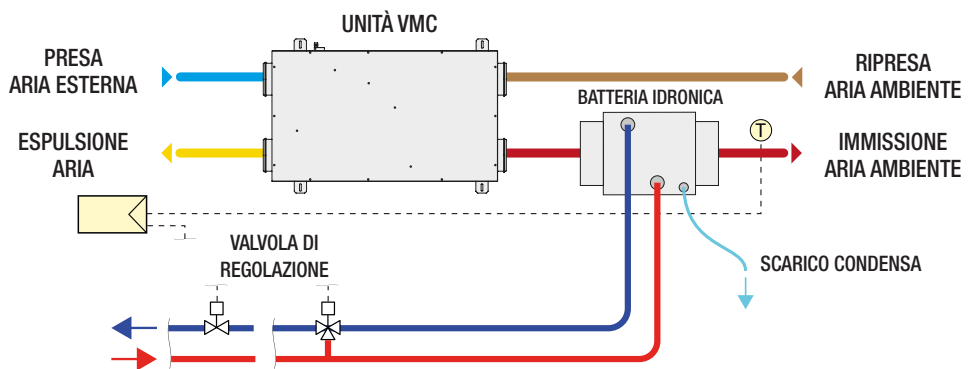 UNITÀ VMC
PRESA
ARIA ESTERNA
RIPRESA
ARIA AMBIENTE
BATTERIA IDRONICA
T
ESPULSIONE
ARIA
IMMISSIONE
ARIA AMBIENTE
VALVOLA DI
REGOLAZIONE
SCARICO CONDENSA